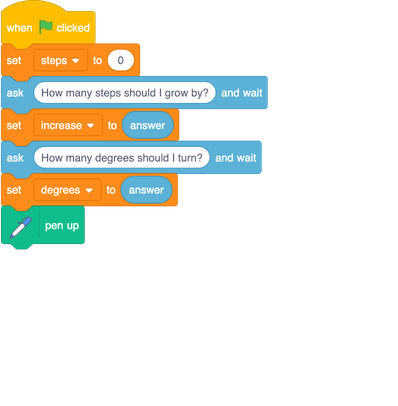 when clicked
set steps to 0
ask How many steps should I grow by? and wait
set increase to answer
ask How many degrees should I turn? and wait
set degrees to answer
pen up